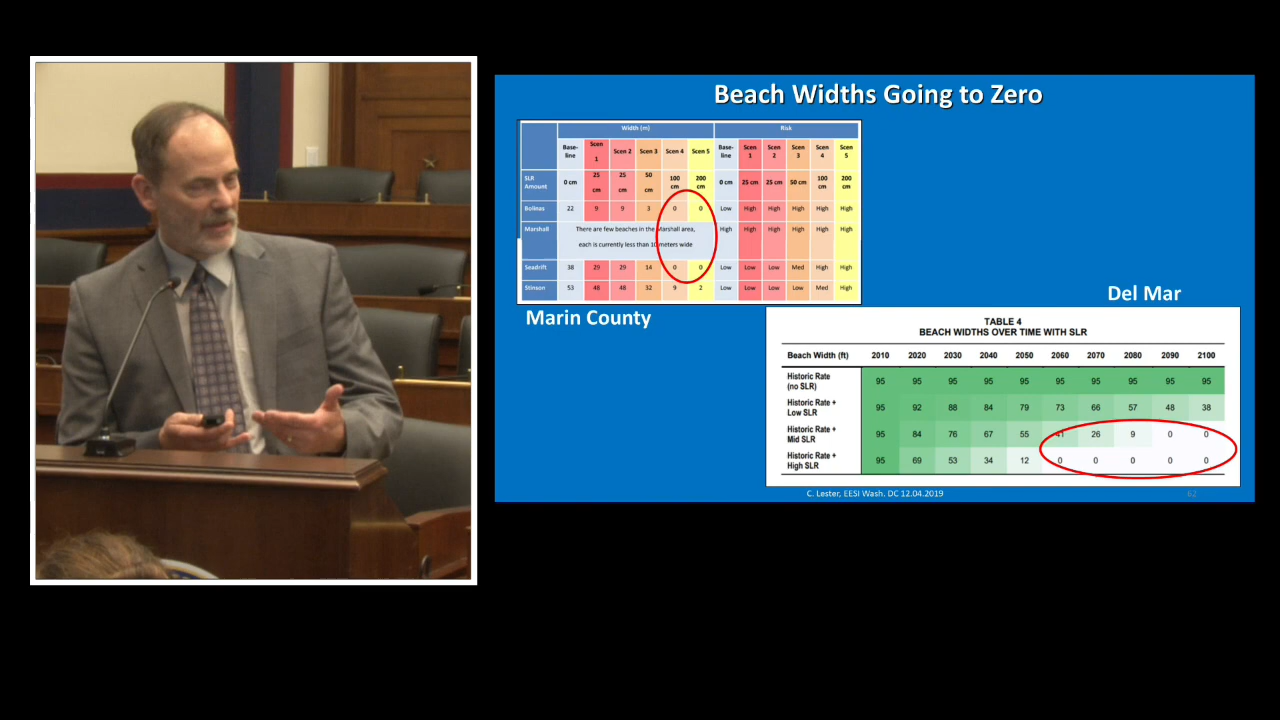 Beach Widths Going to Zero
Width (m) Risk
Base-line Scen 1 Scen 2 Scen 3 Scen 4 Scen 5 Base-line Scen 1 Scen 2 Scen 3 Scen 4 Scen 5
SLR Amount 0 cm 25 cm 25 cm 50 cm 100 cm 200 cm 0 cm 25 cm 25 cm 50 cm 100 cm 200 cm
Bolinas 22 9 9 3 0 0 Low High High High High High
Marshall There are few beaches in the Marshall area, each is currently less than 10 meters wide High High High High High High
Seadrift 38 29 29 14 0 0 Low Low Low Med High High
Stinson 53 48 48 32 9 2 Low Low Low Low Med High
Marin County
Del Mar
TABLE 4
BEACH WIDTHS OVER TIME WITH SLR
Beach Width (ft) 2010 2020 2030 2040 2050 2060 2070 2080 2090 2100
Historic Rate (no SLR) 95 95 95 95 95 95 95 95 95 95
Historic Rate + Low SLR 95 92 88 84 79 73 66 57 48 38
Historic Rate + Mid SLR 95 84 76 67 55 41 26 9 0 0
Historic Rate + High SLR 95 69 53 34 12 0 0 0 0 0
C. Lester, EESI Wash. DC 12.04.2019
62